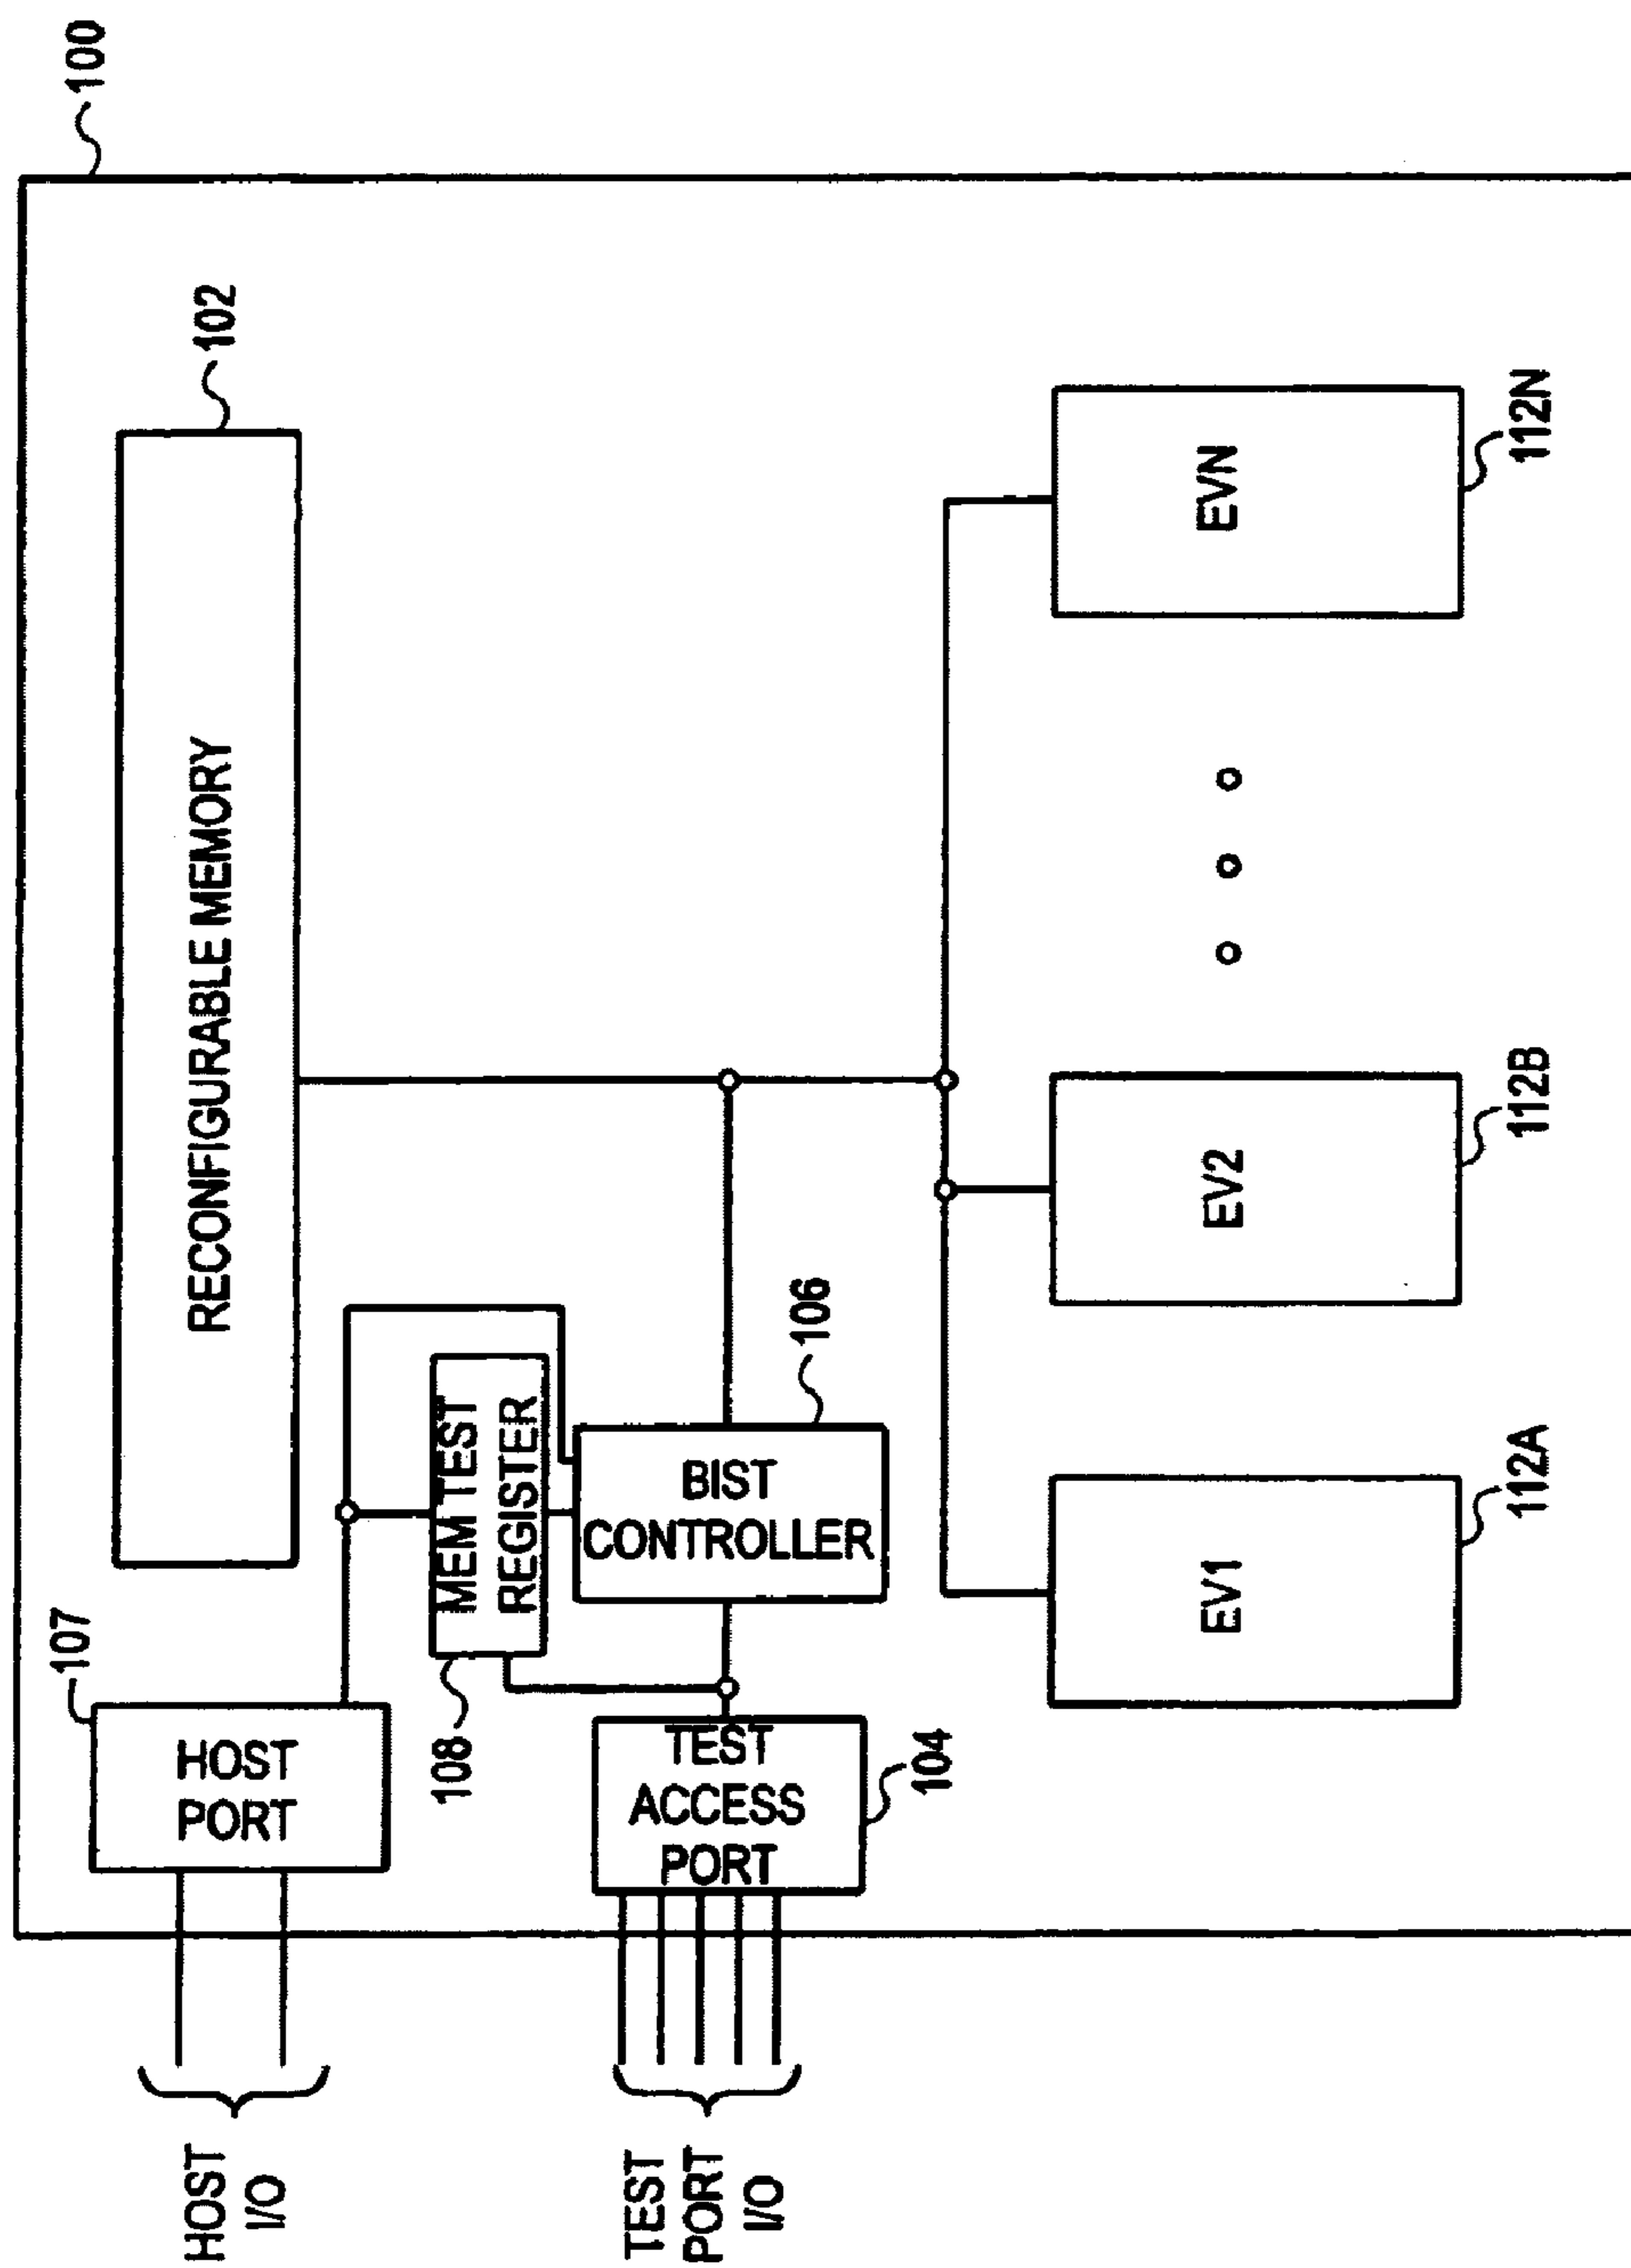 100
102
RECONFIGURABLE MEMORY
107
HOST
PORT
HOST
I/O
MEM TEST
REGISTER
108
106
BIST
CONTROLLER
TEST
ACCESS
PORT
104
TEST
PORT
I/O
EV1
112A
EV2
112B
EVN
112N